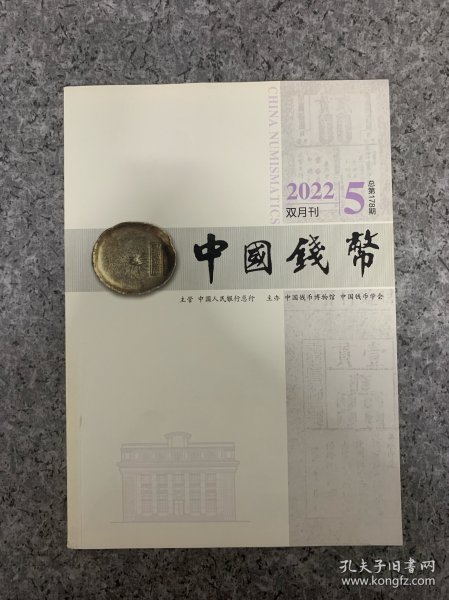 CHINA NUMISMATICS
2022
双月刊
5
总第178期
中國錢幣
主管 中国人民银行总行 主办 中国钱币博物馆 中国钱币学会
孔夫子旧书网
www.kongfz.com